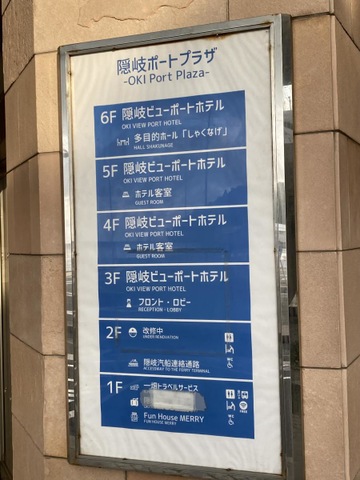 隠岐ポートプラザ
-OKI Port Plaza-
6F 隠岐ビューポートホテル
OKI VIEW PORT HOTEL
多目的ホール「しゃくなげ」
HALL SHAKUNAGE
5F 隠岐ビューポートホテル
OKI VIEW PORT HOTEL
ホテル客室
GUEST ROOM
4F 隠岐ビューポートホテル
OKI VIEW PORT HOTEL
ホテル客室
GUEST ROOM
3F 隠岐ビューポートホテル
OKI VIEW PORT HOTEL
フロント・ロビー
RECEPTION・LOBBY
2F 改修中
UNDER RENOVATION
隠岐汽船連絡通路
ACCESSWAY TO THE FERRY TERMINAL
1F 一畑トラベルサービス
Fun House MERRY
FUN HOUSE MERRY